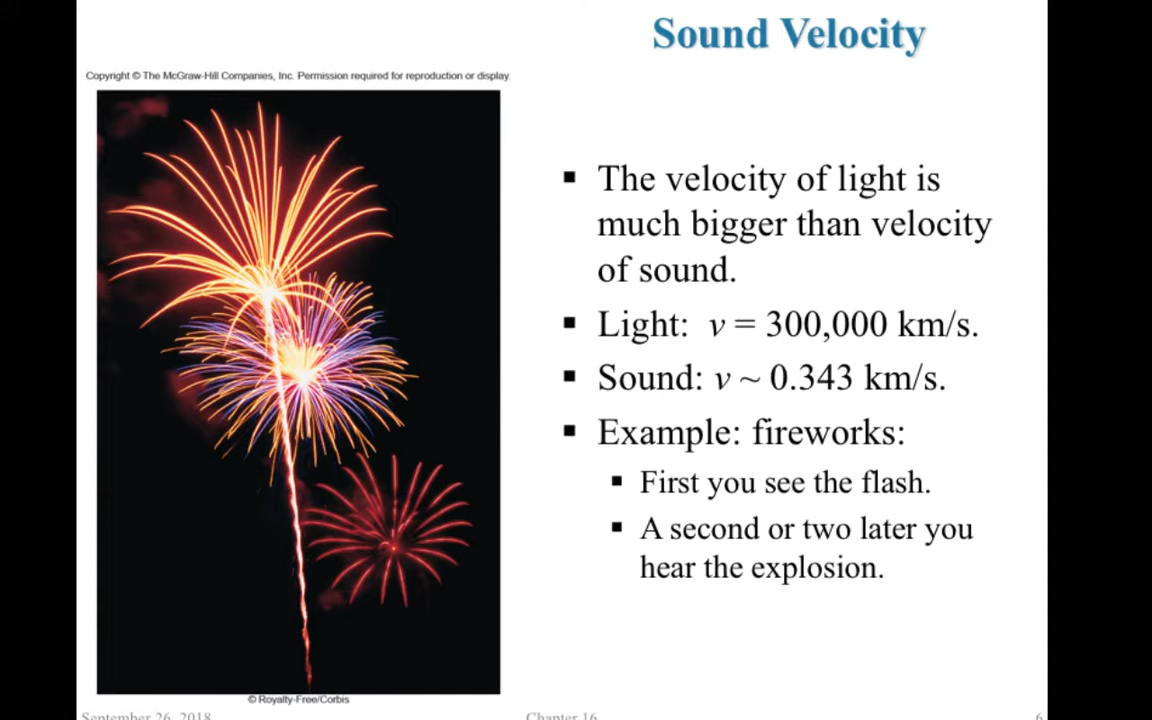 Sound Velocity
Copyright © The McGraw-Hill Companies, Inc. Permission required for reproduction or display.
▪ The velocity of light is
much bigger than velocity
of sound.
▪ Light: v = 300,000 km/s.
▪ Sound: v ~ 0.343 km/s.
▪ Example: fireworks:
▪ First you see the flash.
▪ A second or two later you
hear the explosion.
© Royalty-Free/Corbis
September 26, 2018 Chapter 16 6